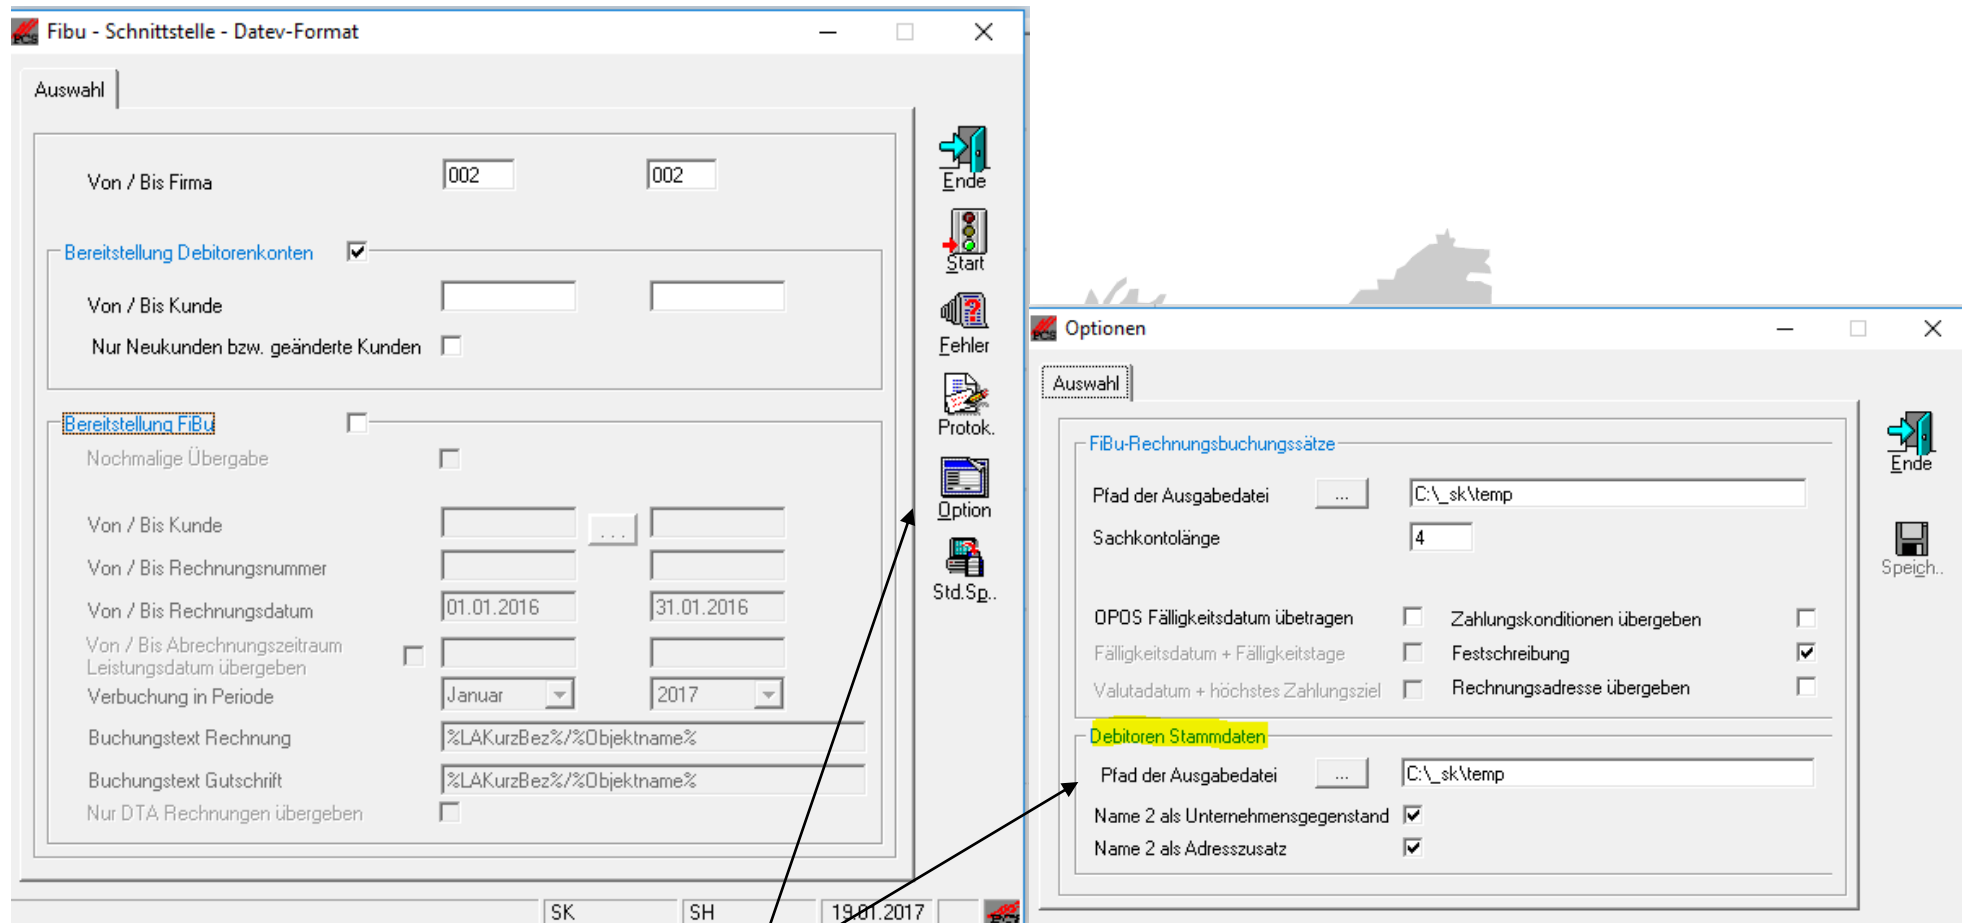 Fibu - Schnittstelle - Datev-Format
Auswahl
Von / Bis Firma 002 002
Bereitstellung Debitorenkonten
Von / Bis Kunde
Nur Neukunden bzw. geänderte Kunden
Bereitstellung FiBu
Nochmalige Übergabe
Von / Bis Kunde ...
Von / Bis Rechnungsnummer
Von / Bis Rechnungsdatum 01.01.2016 31.01.2016
Von / Bis Abrechnungszeitraum
Leistungsdatum übergeben
Verbuchung in Periode Januar 2017
Buchungstext Rechnung %LAKurzBez%/%Objektname%
Buchungstext Gutschrift %LAKurzBez%/%Objektname%
Nur DTA Rechnungen übergeben
Ende
Start
Fehler
Protok.
Option
Std.Sp..
SK SH 19.01.2017
PCS
Optionen
Auswahl
FiBu-Rechnungsbuchungssätze
Pfad der Ausgabedatei ... C:\_sk\temp
Sachkontolänge 4
OPOS Fälligkeitsdatum übetragen Zahlungskonditionen übergeben
Fälligkeitsdatum + Fälligkeitstage Festschreibung
Valutadatum + höchstes Zahlungsziel Rechnungsadresse übergeben
Debitoren Stammdaten
Pfad der Ausgabedatei ... C:\_sk\temp
Name 2 als Unternehmensgegenstand
Name 2 als Adresszusatz
Ende
Speich..